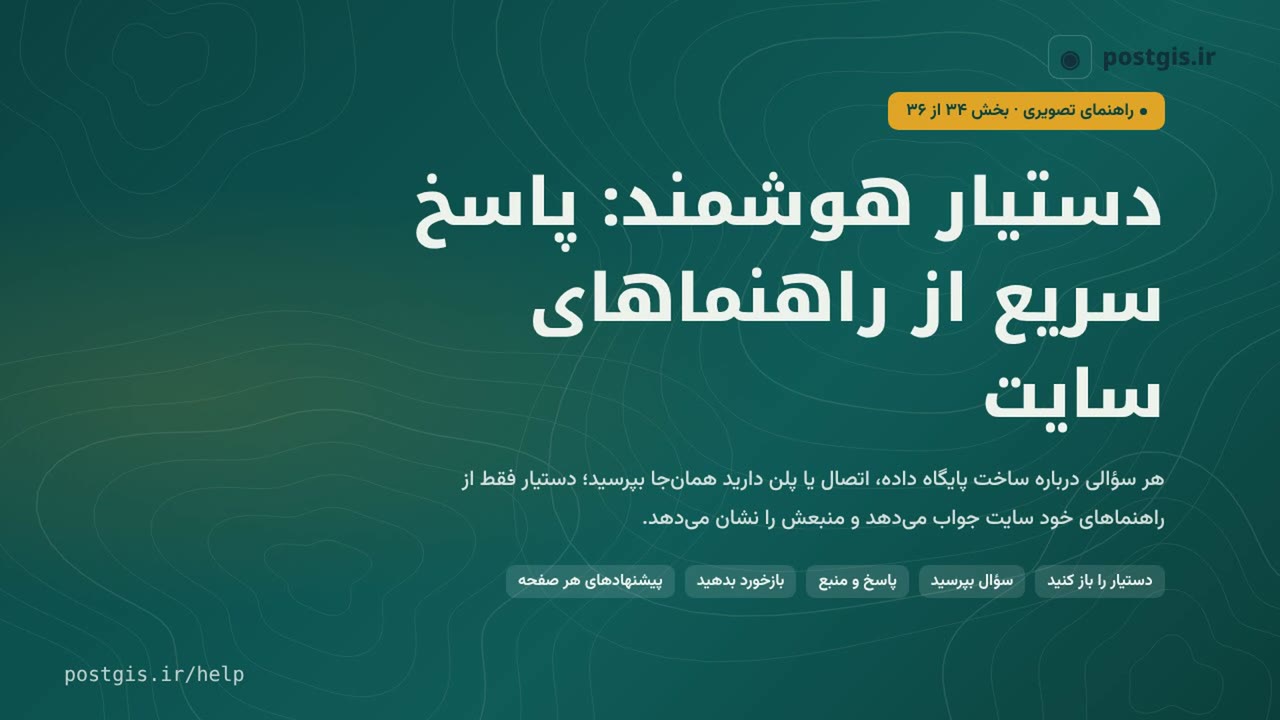 postgis.ir
راهنمای تصویری · بخش ۳۴ از ۳۶
دستیار هوشمند: پاسخ
سریع از راهنماهای
سایت
هر سؤالی درباره ساخت پایگاه داده، اتصال یا پلن دارید همان‌جا بپرسید؛ دستیار فقط از
راهنماهای خود سایت جواب می‌دهد و منبعش را نشان می‌دهد.
دستیار را باز کنید سؤال بپرسید پاسخ و منبع بازخورد بدهید پیشنهادهای هر صفحه
postgis.ir/help